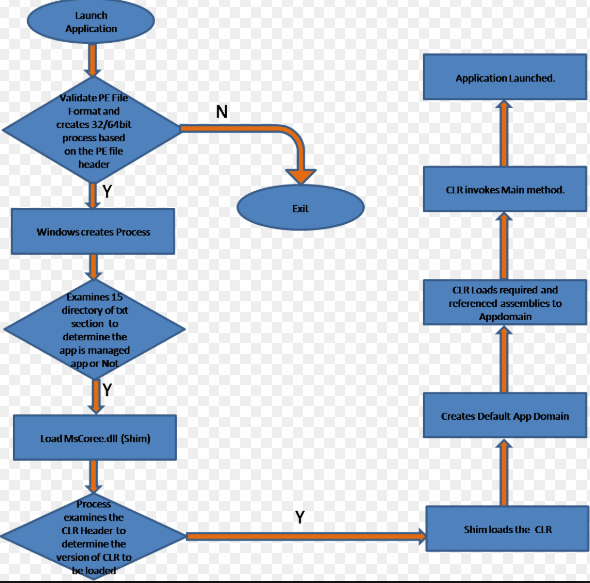 Launch
Application
Validate PE File
Format and
creates 32/64bit
process based
on the PE file
header
N
Exit
Y
Windows creates Process
Examines 15
directory of txt
section to
determine the
app is managed
app or Not
Y
Load MsCoree.dll (Shim)
Process
examines the
CLR Header to
determine the
version of CLR to
be loaded
Y
Shim loads the CLR
Creates Default App Domain
CLR Loads required and
referenced assemblies to
Appdomain
CLR invokes Main method.
Application Launched.